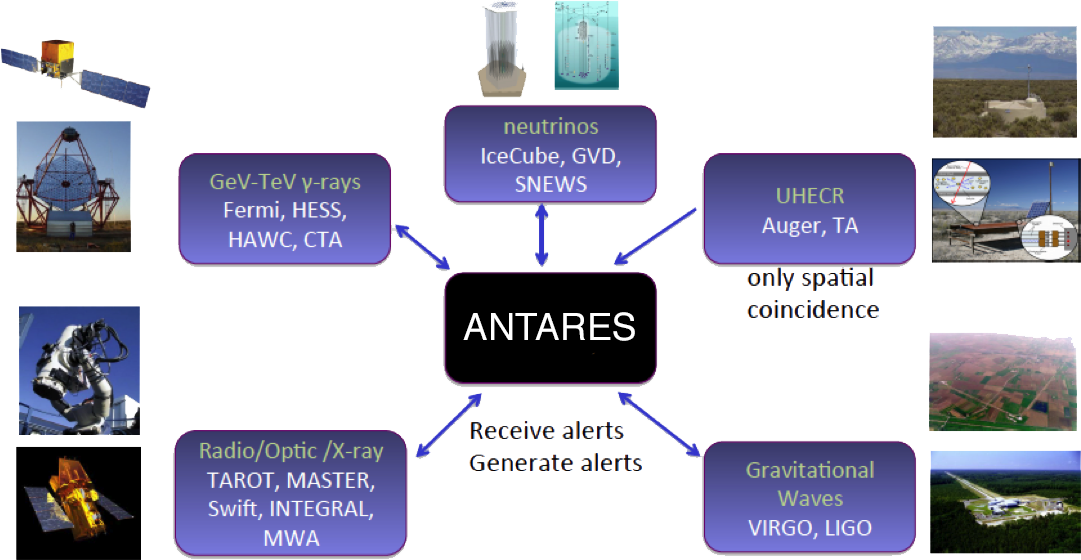 neutrinos
IceCube, GVD,
SNEWS
GeV-TeV γ-rays
Fermi, HESS,
HAWC, CTA
UHECR
Auger, TA
only spatial
coincidence
ANTARES
Receive alerts
Generate alerts
Radio/Optic /X-ray
TAROT, MASTER,
Swift, INTEGRAL,
MWA
Gravitational
Waves
VIRGO, LIGO